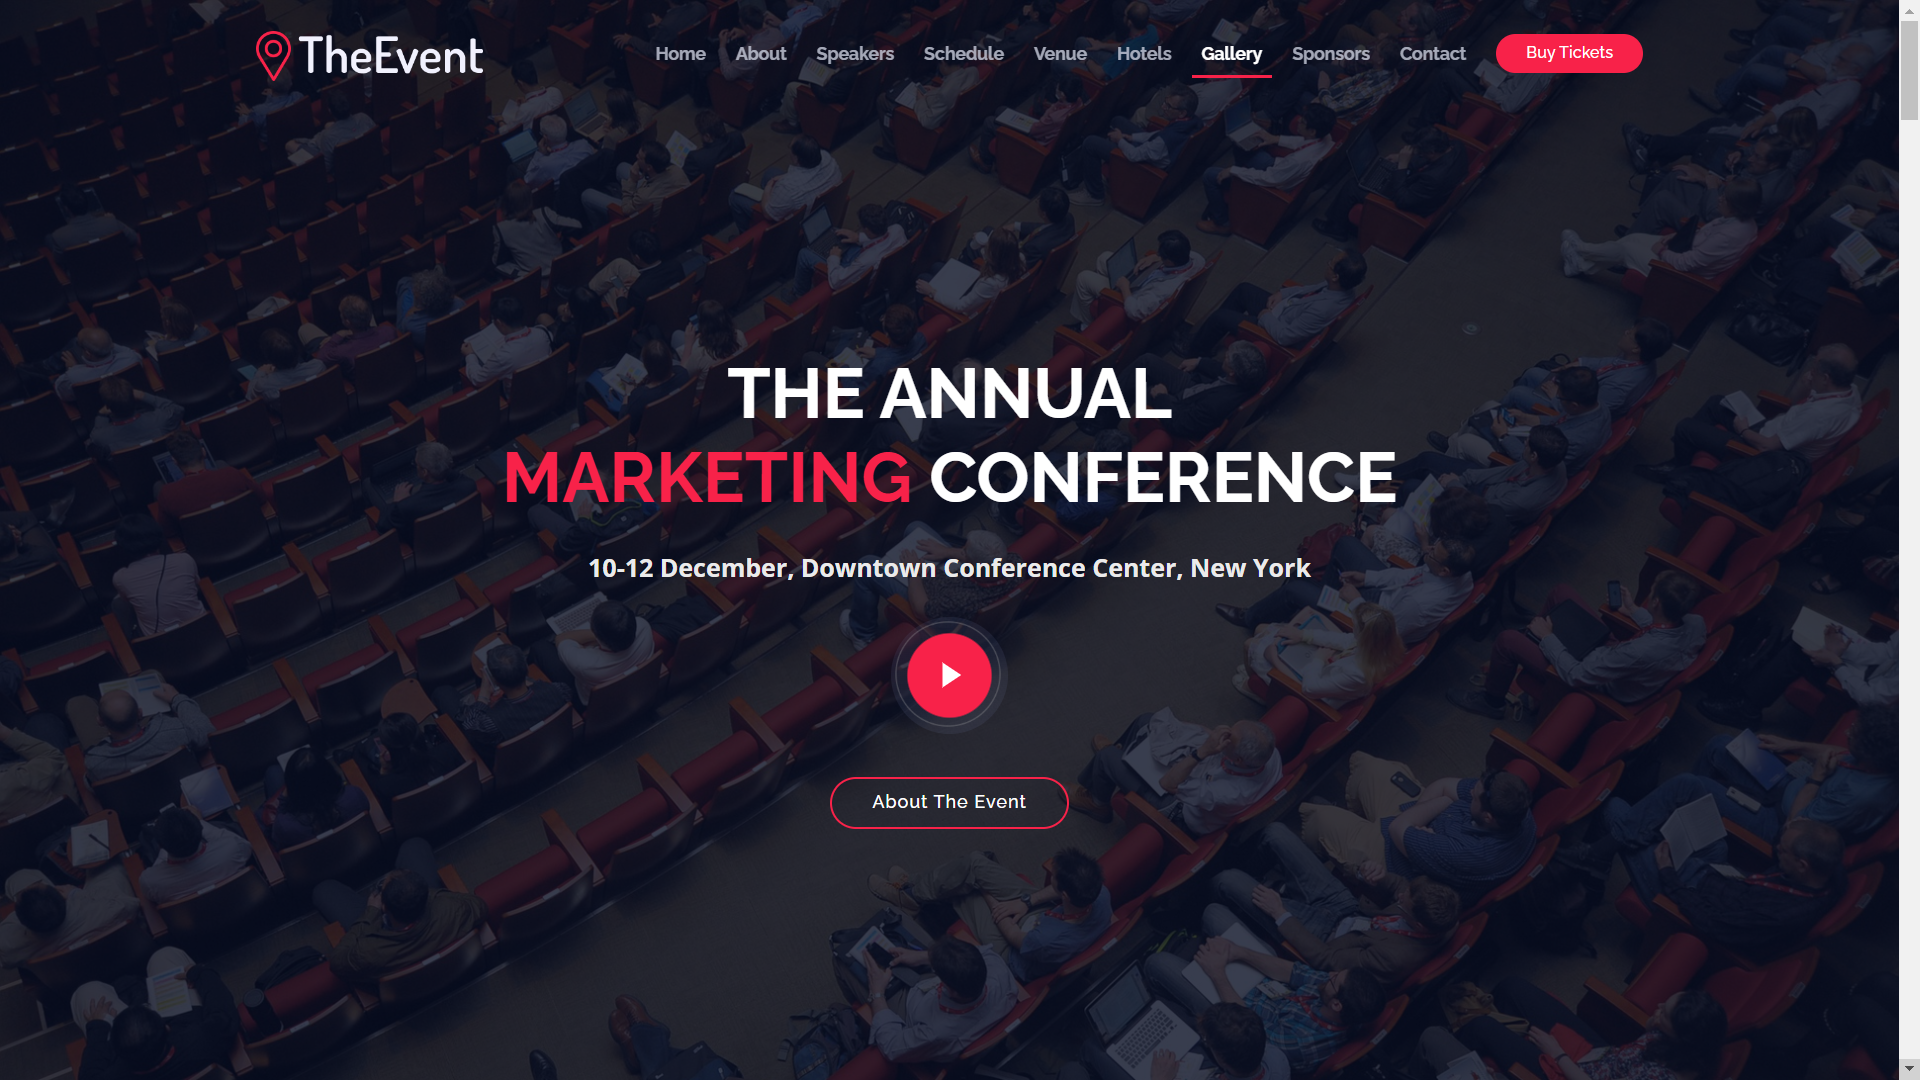 TheEvent
Home About Speakers Schedule Venue Hotels Gallery Sponsors Contact Buy Tickets
THE ANNUAL
MARKETING CONFERENCE
10-12 December, Downtown Conference Center, New York
About The Event